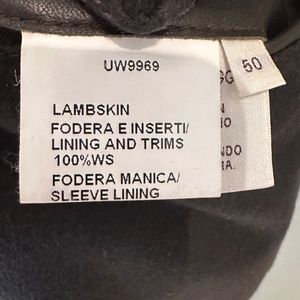 UW9969
50
LAMBSKIN
FODERA E INSERTI/
LINING AND TRIMS
100%WS
FODERA MANICA/
SLEEVE LINING